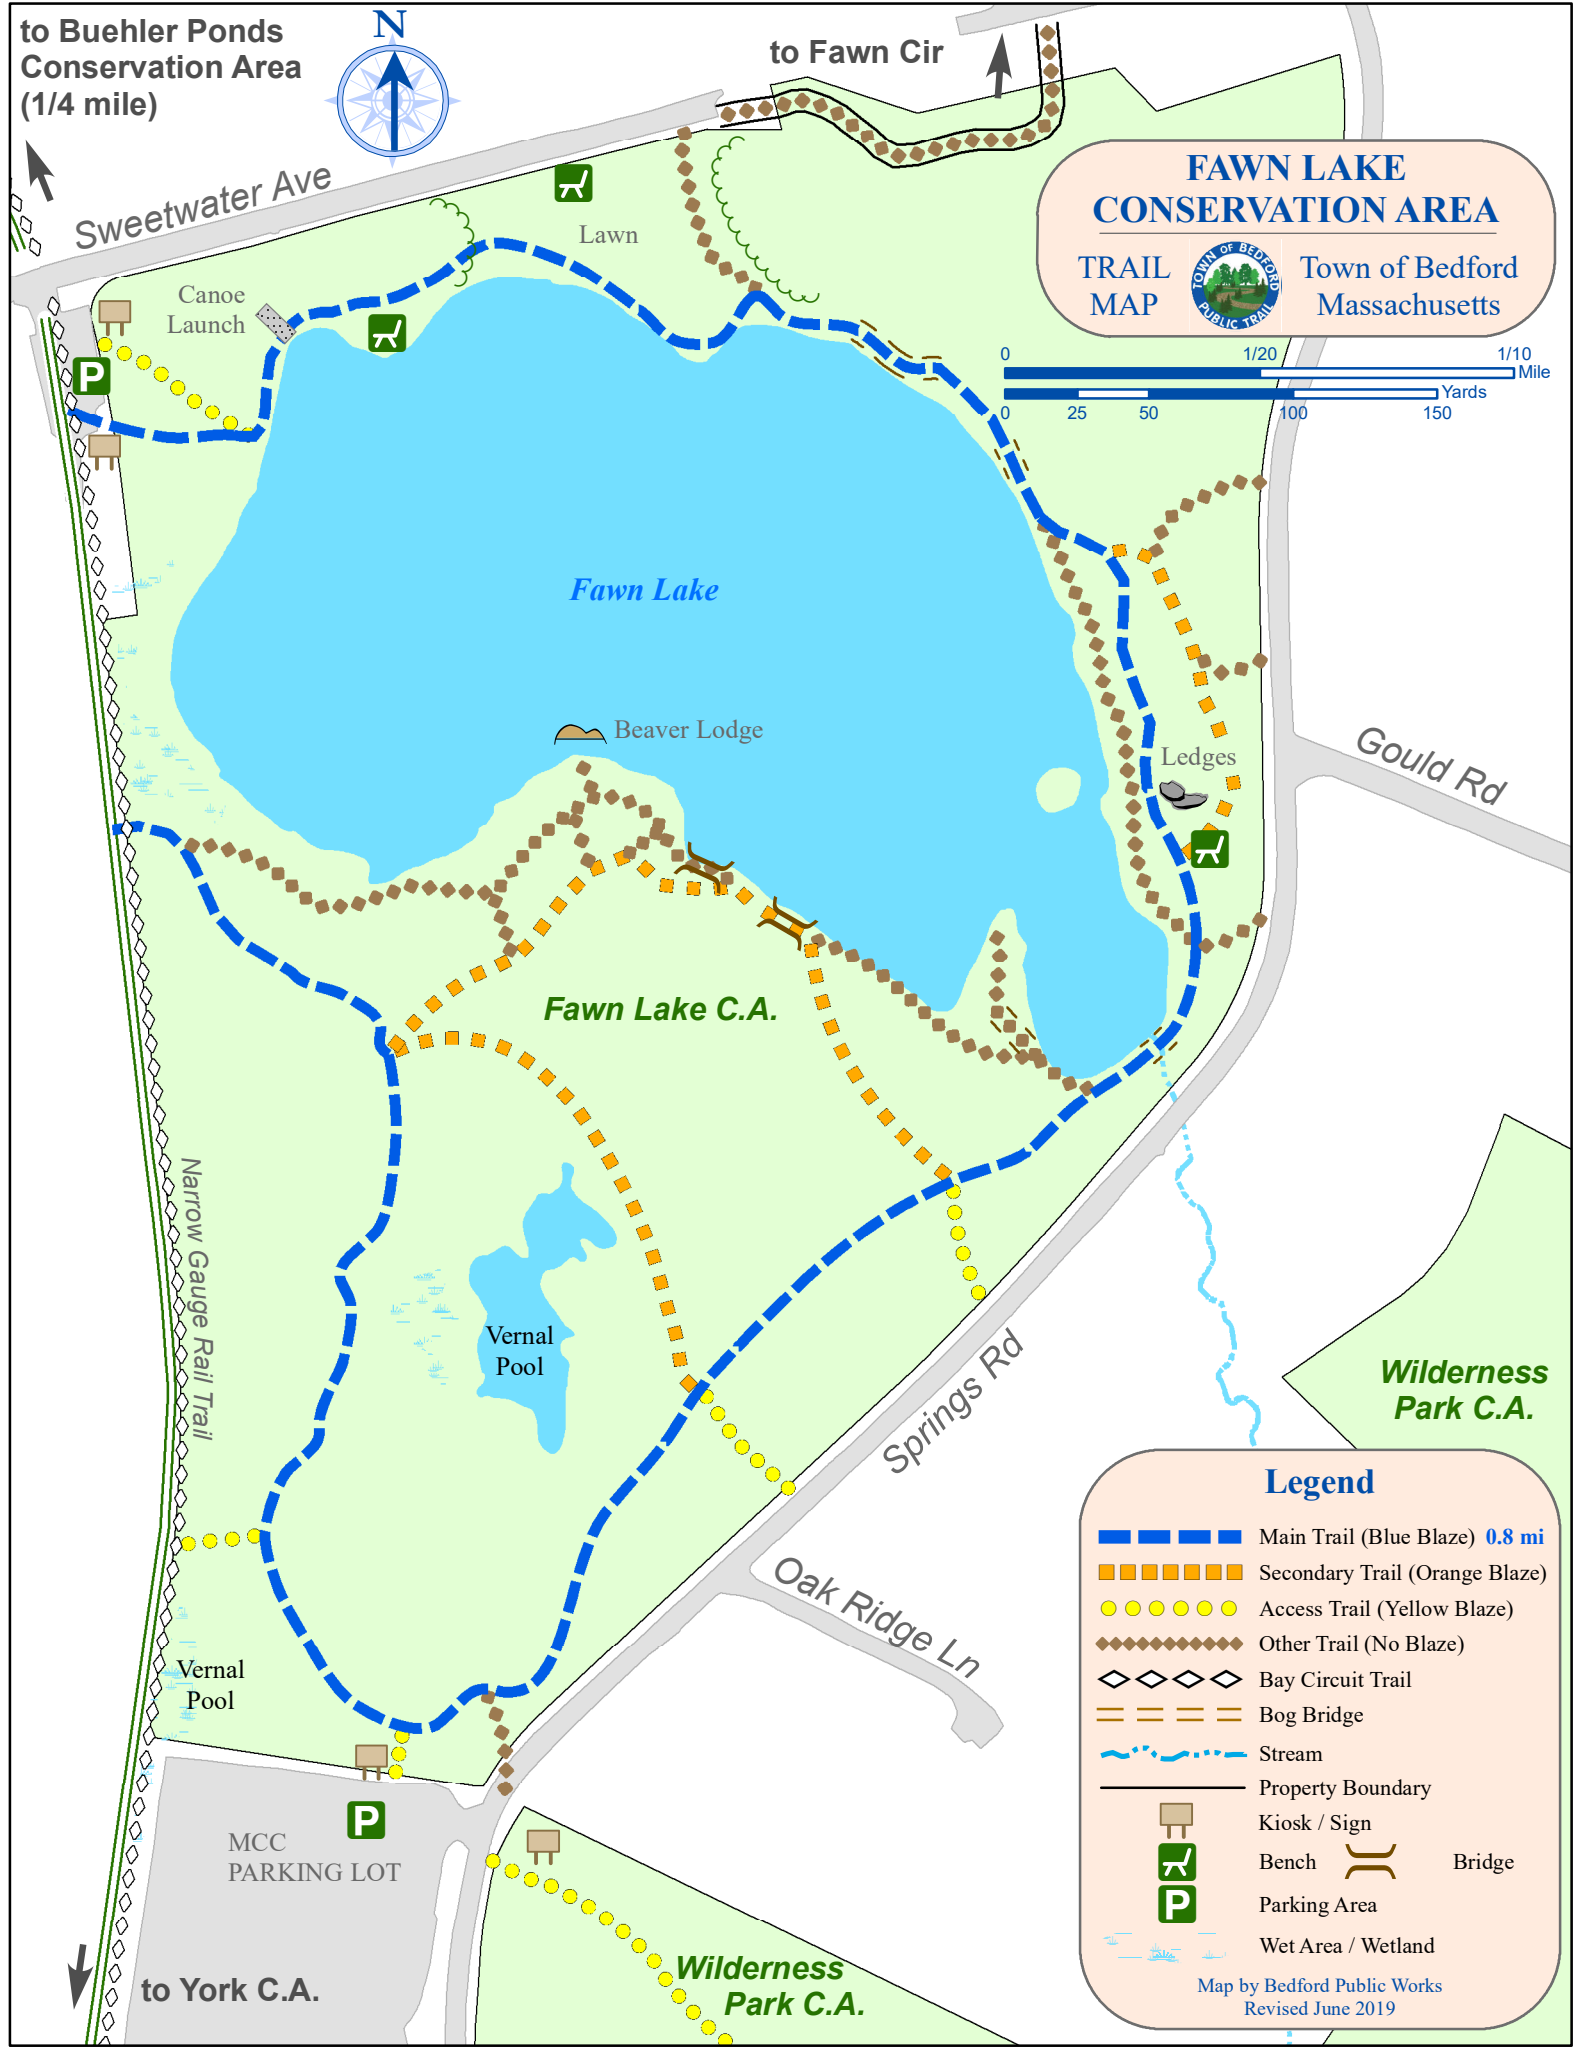 to Buehler Ponds
Conservation Area
(1/4 mile)
N
to Fawn Cir
Sweetwater Ave
FAWN LAKE
CONSERVATION AREA
TRAIL
MAP
TOWN OF BEDFORD
PUBLIC TRAIL
Town of Bedford
Massachusetts
0
1/20
1/10
Mile
Yards
0
25
50
100
150
Lawn
Canoe
Launch
P
Fawn Lake
Beaver Lodge
Ledges
Gould Rd
Fawn Lake C.A.
Narrow Gauge Rail Trail
Vernal
Pool
Springs Rd
Wilderness
Park C.A.
Oak Ridge Ln
Vernal
Pool
P
MCC
PARKING LOT
to York C.A.
Wilderness
Park C.A.
Legend
Main Trail (Blue Blaze) 0.8 mi
Secondary Trail (Orange Blaze)
Access Trail (Yellow Blaze)
Other Trail (No Blaze)
Bay Circuit Trail
Bog Bridge
Stream
Property Boundary
Kiosk / Sign
Bench
Bridge
P
Parking Area
Wet Area / Wetland
Map by Bedford Public Works
Revised June 2019